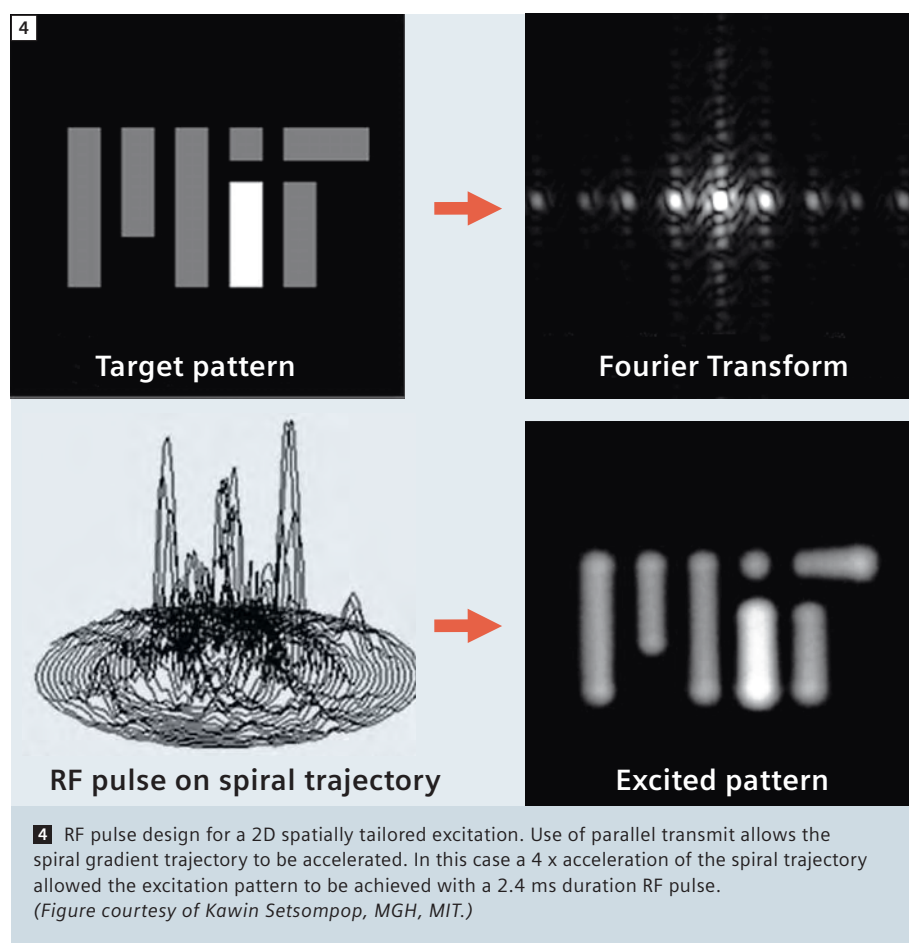 4
Target pattern
Fourier Transform
RF pulse on spiral trajectory
Excited pattern
4 RF pulse design for a 2D spatially tailored excitation. Use of parallel transmit allows the
spiral gradient trajectory to be accelerated. In this case a 4 x acceleration of the spiral trajectory
allowed the excitation pattern to be achieved with a 2.4 ms duration RF pulse.
(Figure courtesy of Kawin Setsompop, MGH, MIT.)